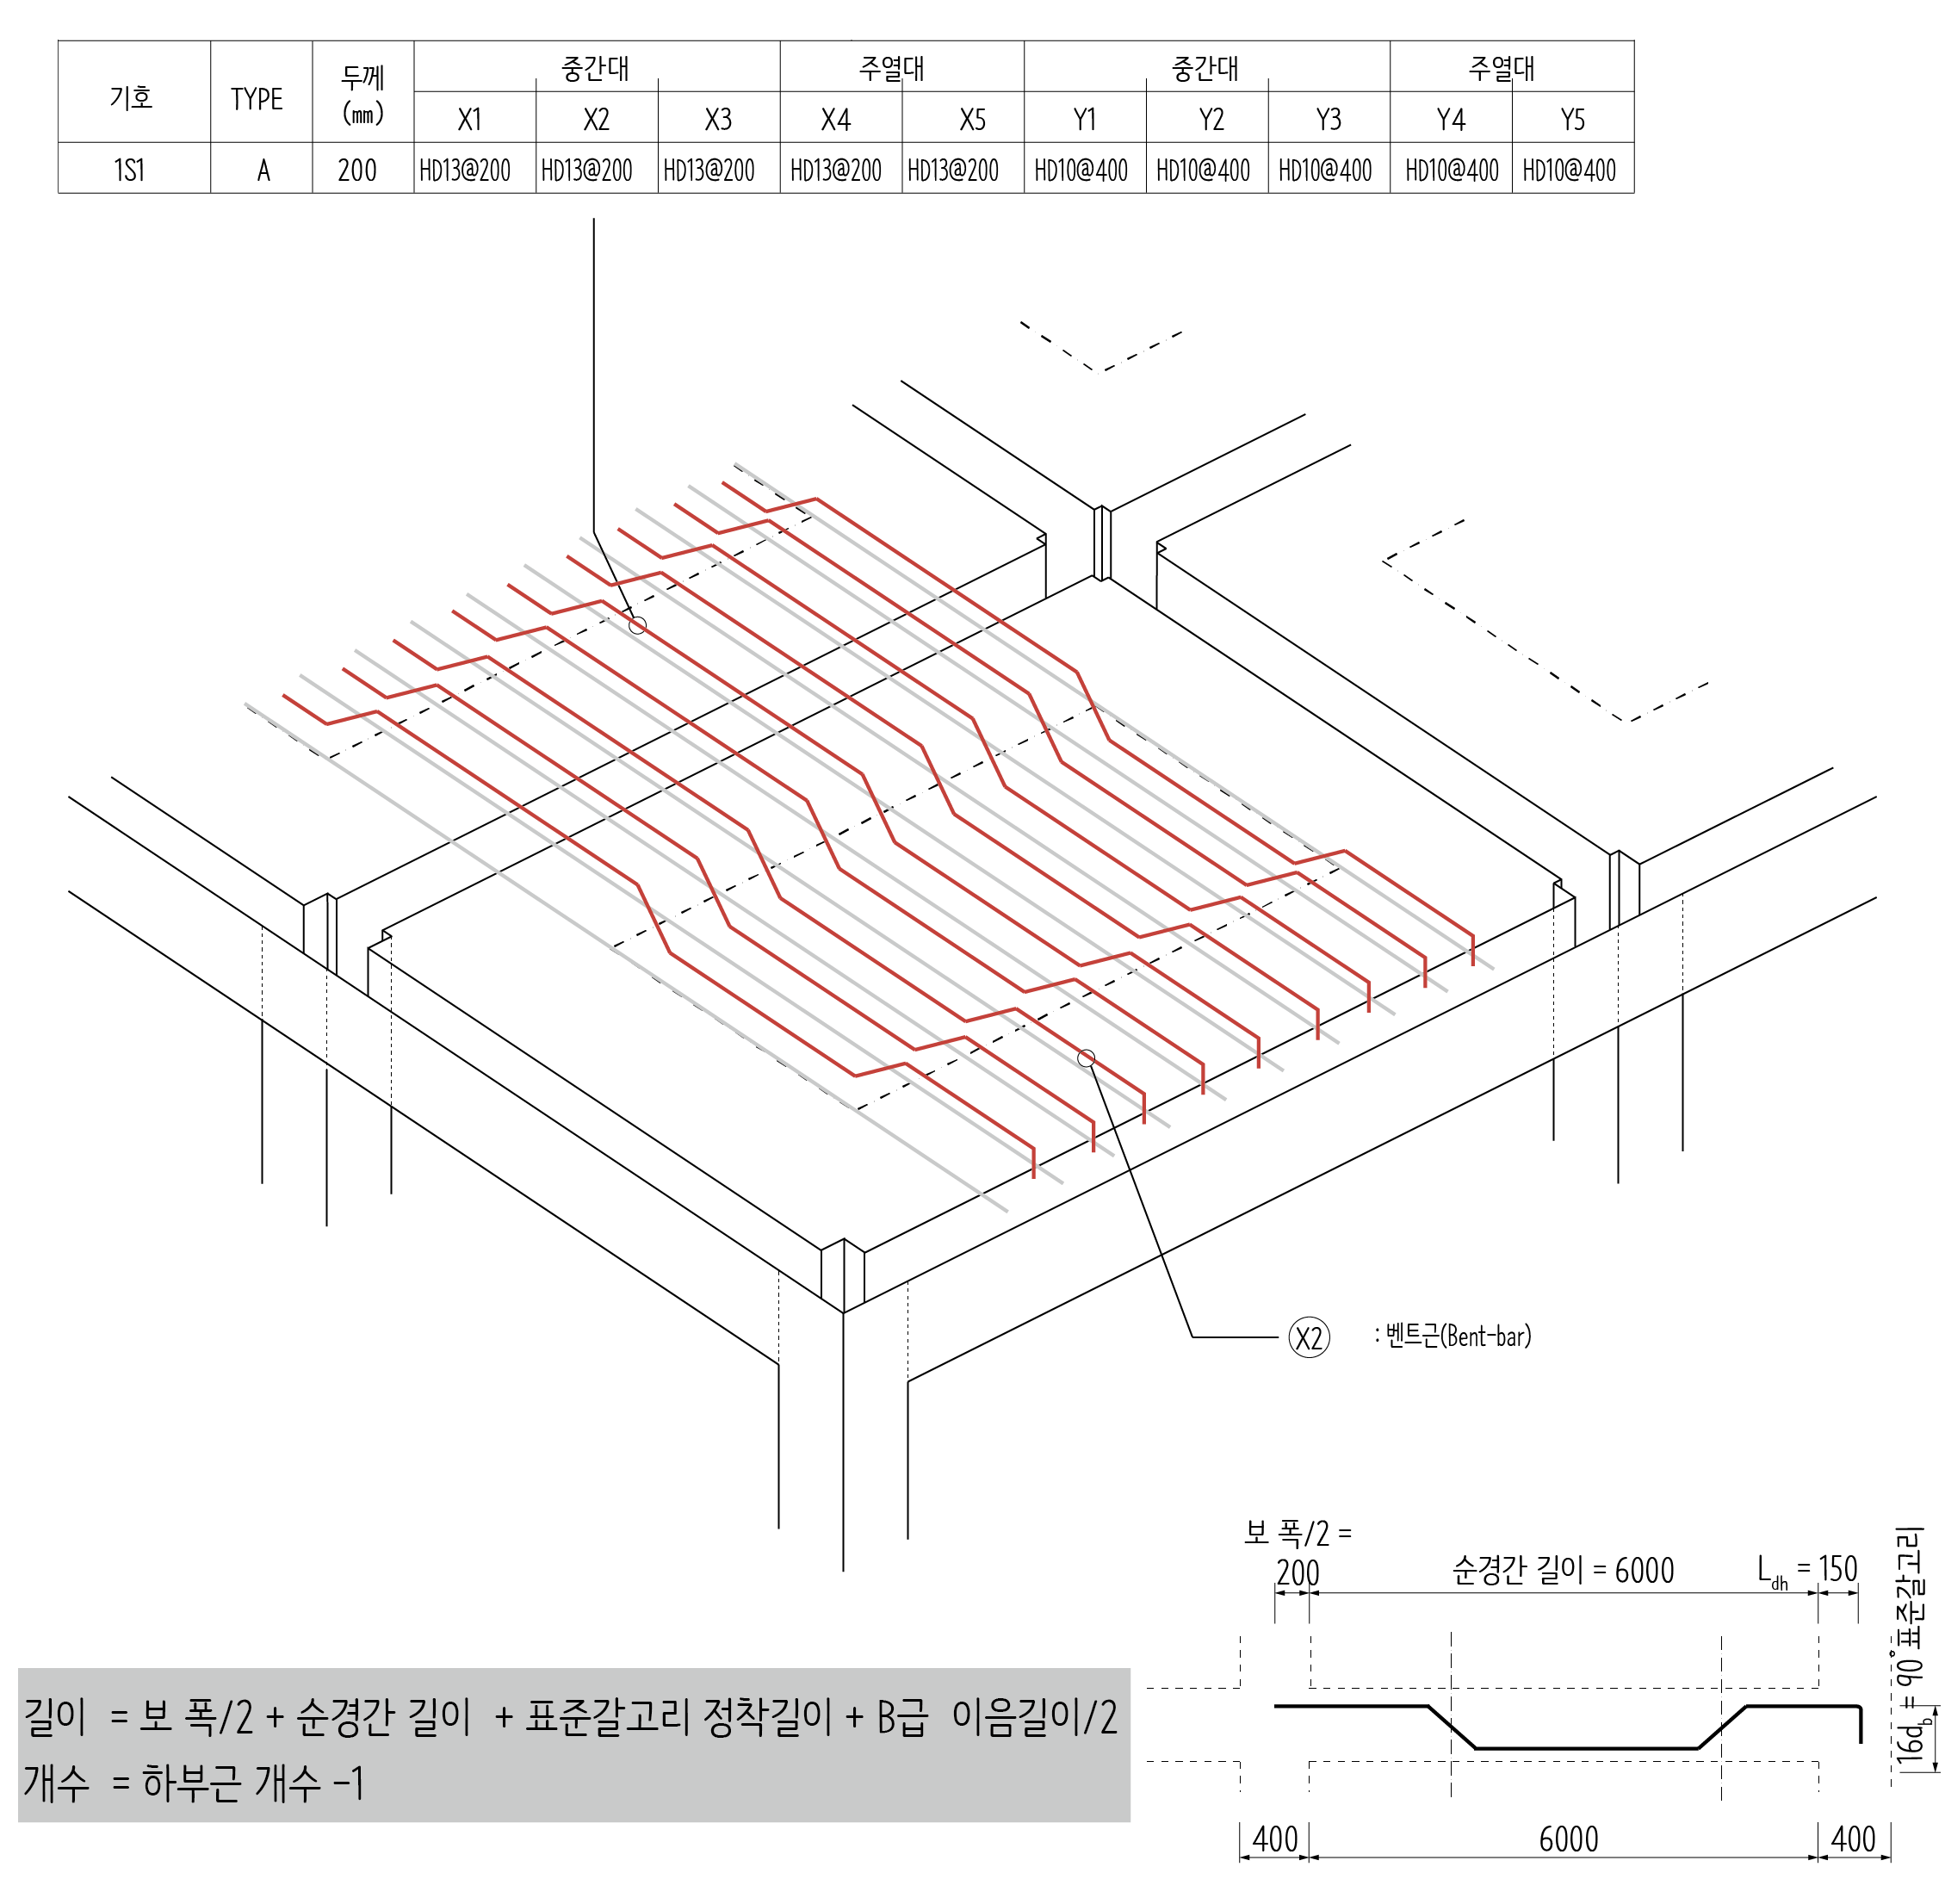 기호 TYPE 두께 (㎜) 중간대 주열대 중간대 주열대
X1 X2 X3 X4 X5 Y1 Y2 Y3 Y4 Y5
1S1 A 200 HD13@200 HD13@200 HD13@200 HD13@200 HD13@200 HD10@400 HD10@400 HD10@400 HD10@400 HD10@400
X2 : 벤트근(Bent-bar)
보 폭/2 =
200
순경간 길이 = 6000
Ldh = 150
16db = 90°표준갈고리
길이 = 보 폭/2 + 순경간 길이 + 표준갈고리 정착길이 + B급 이음길이/2
개수 = 하부근 개수 -1
400 6000 400